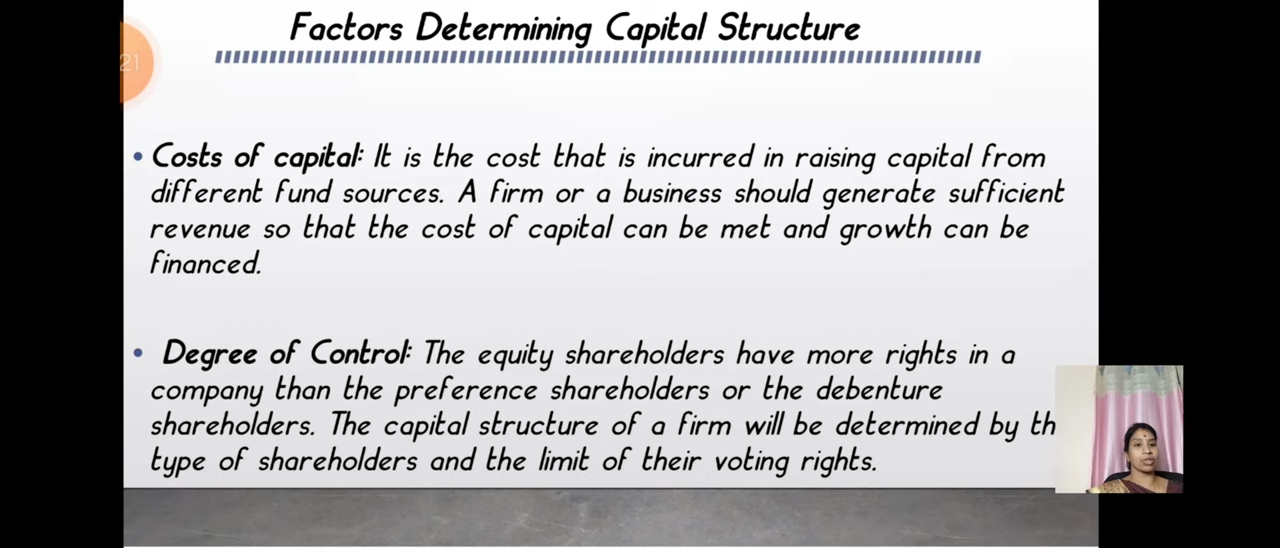 Factors Determining Capital Structure
21
• Costs of capital: It is the cost that is incurred in raising capital from
different fund sources. A firm or a business should generate sufficient
revenue so that the cost of capital can be met and growth can be
financed.
• Degree of Control: The equity shareholders have more rights in a
company than the preference shareholders or the debenture
shareholders. The capital structure of a firm will be determined by th
type of shareholders and the limit of their voting rights.